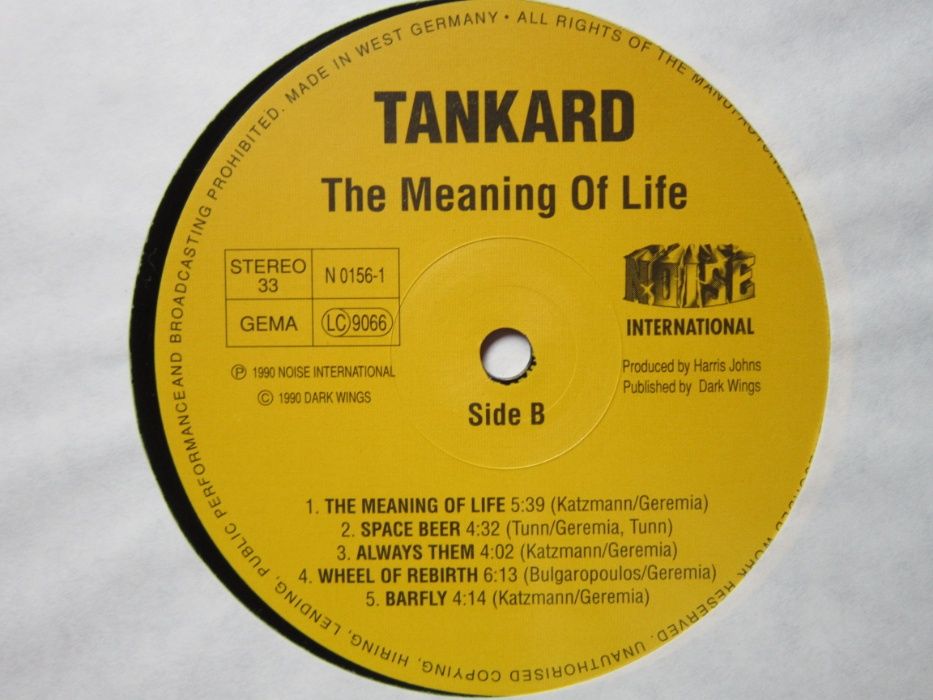 MADE IN WEST GERMANY • ALL RIGHTS OF THE
TANKARD
The Meaning Of Life
STEREO
33
N 0156-1
GEMA
LC 9066
NOISE
INTERNATIONAL
Ⓟ 1990 NOISE INTERNATIONAL
© 1990 DARK WINGS
Produced by Harris Johns
Published by Dark Wings
Side B
1. THE MEANING OF LIFE 5:39 (Katzmann/Geremia)
2. SPACE BEER 4:32 (Tunn/Geremia, Tunn)
3. ALWAYS THEM 4:02 (Katzmann/Geremia)
4. WHEEL OF REBIRTH 6:13 (Bulgaropoulos/Geremia)
5. BARFLY 4:14 (Katzmann/Geremia)
WORK RESERVED. UNAUTHORISED COPYING, HIRING, LENDING, PUBLIC PERFORMANCE AND BROADCASTING PROHIBITED.